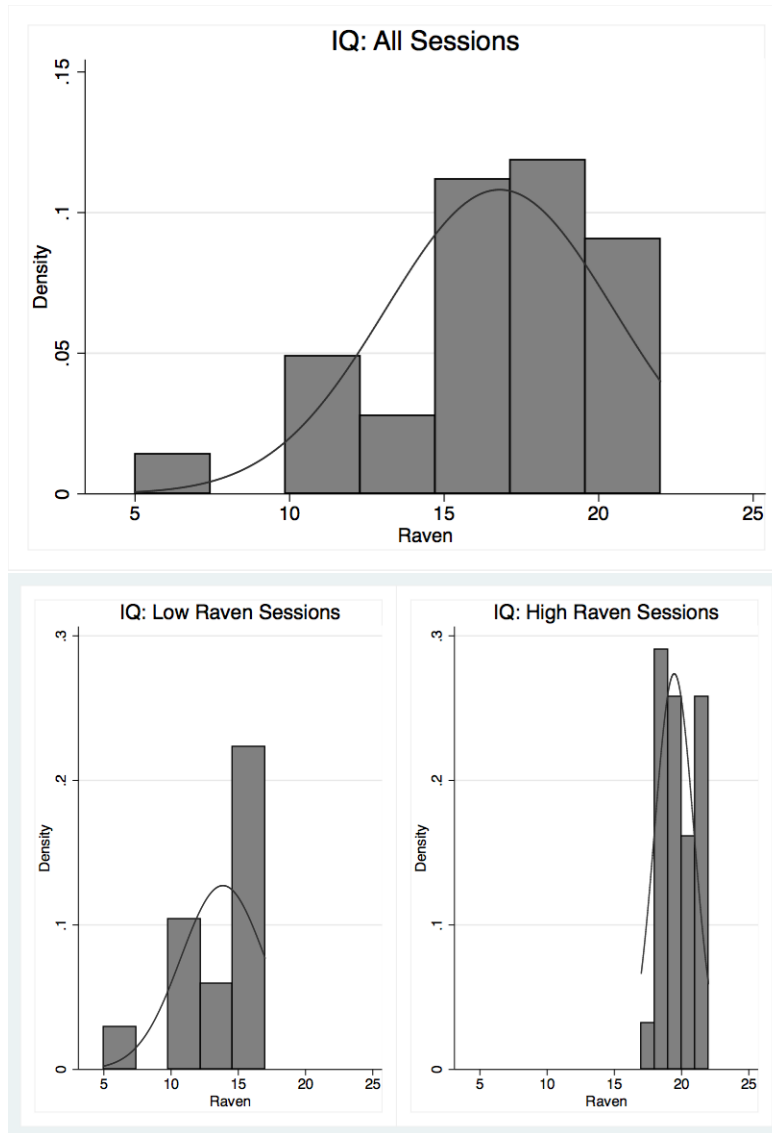 IQ: All Sessions
.15
.1
.05
0
Density
5 10 15 20 25
Raven
IQ: Low Raven Sessions
.3
.2
.1
0
Density
5 10 15 20 25
Raven
IQ: High Raven Sessions
.3
.2
.1
0
Density
5 10 15 20 25
Raven